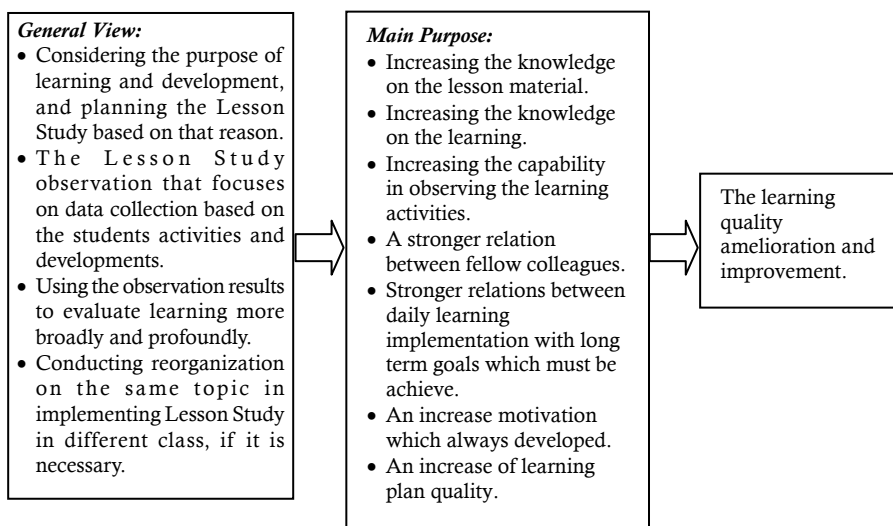 General View:
• Considering the purpose of
learning and development,
and planning the Lesson
Study based on that reason.
• The Lesson Study
observation that focuses
on data collection based on
the students activities and
developments.
• Using the observation results
to evaluate learning more
broadly and profoundly.
• Conducting reorganization
on the same topic in
implementing Lesson Study
in different class, if it is
necessary.
Main Purpose:
• Increasing the knowledge
on the lesson material.
• Increasing the knowledge
on the learning.
• Increasing the capability
in observing the learning
activities.
• A stronger relation
between fellow colleagues.
• Stronger relations between
daily learning
implementation with long
term goals which must be
achieve.
• An increase motivation
which always developed.
• An increase of learning
plan quality.
The learning
quality
amelioration and
improvement.